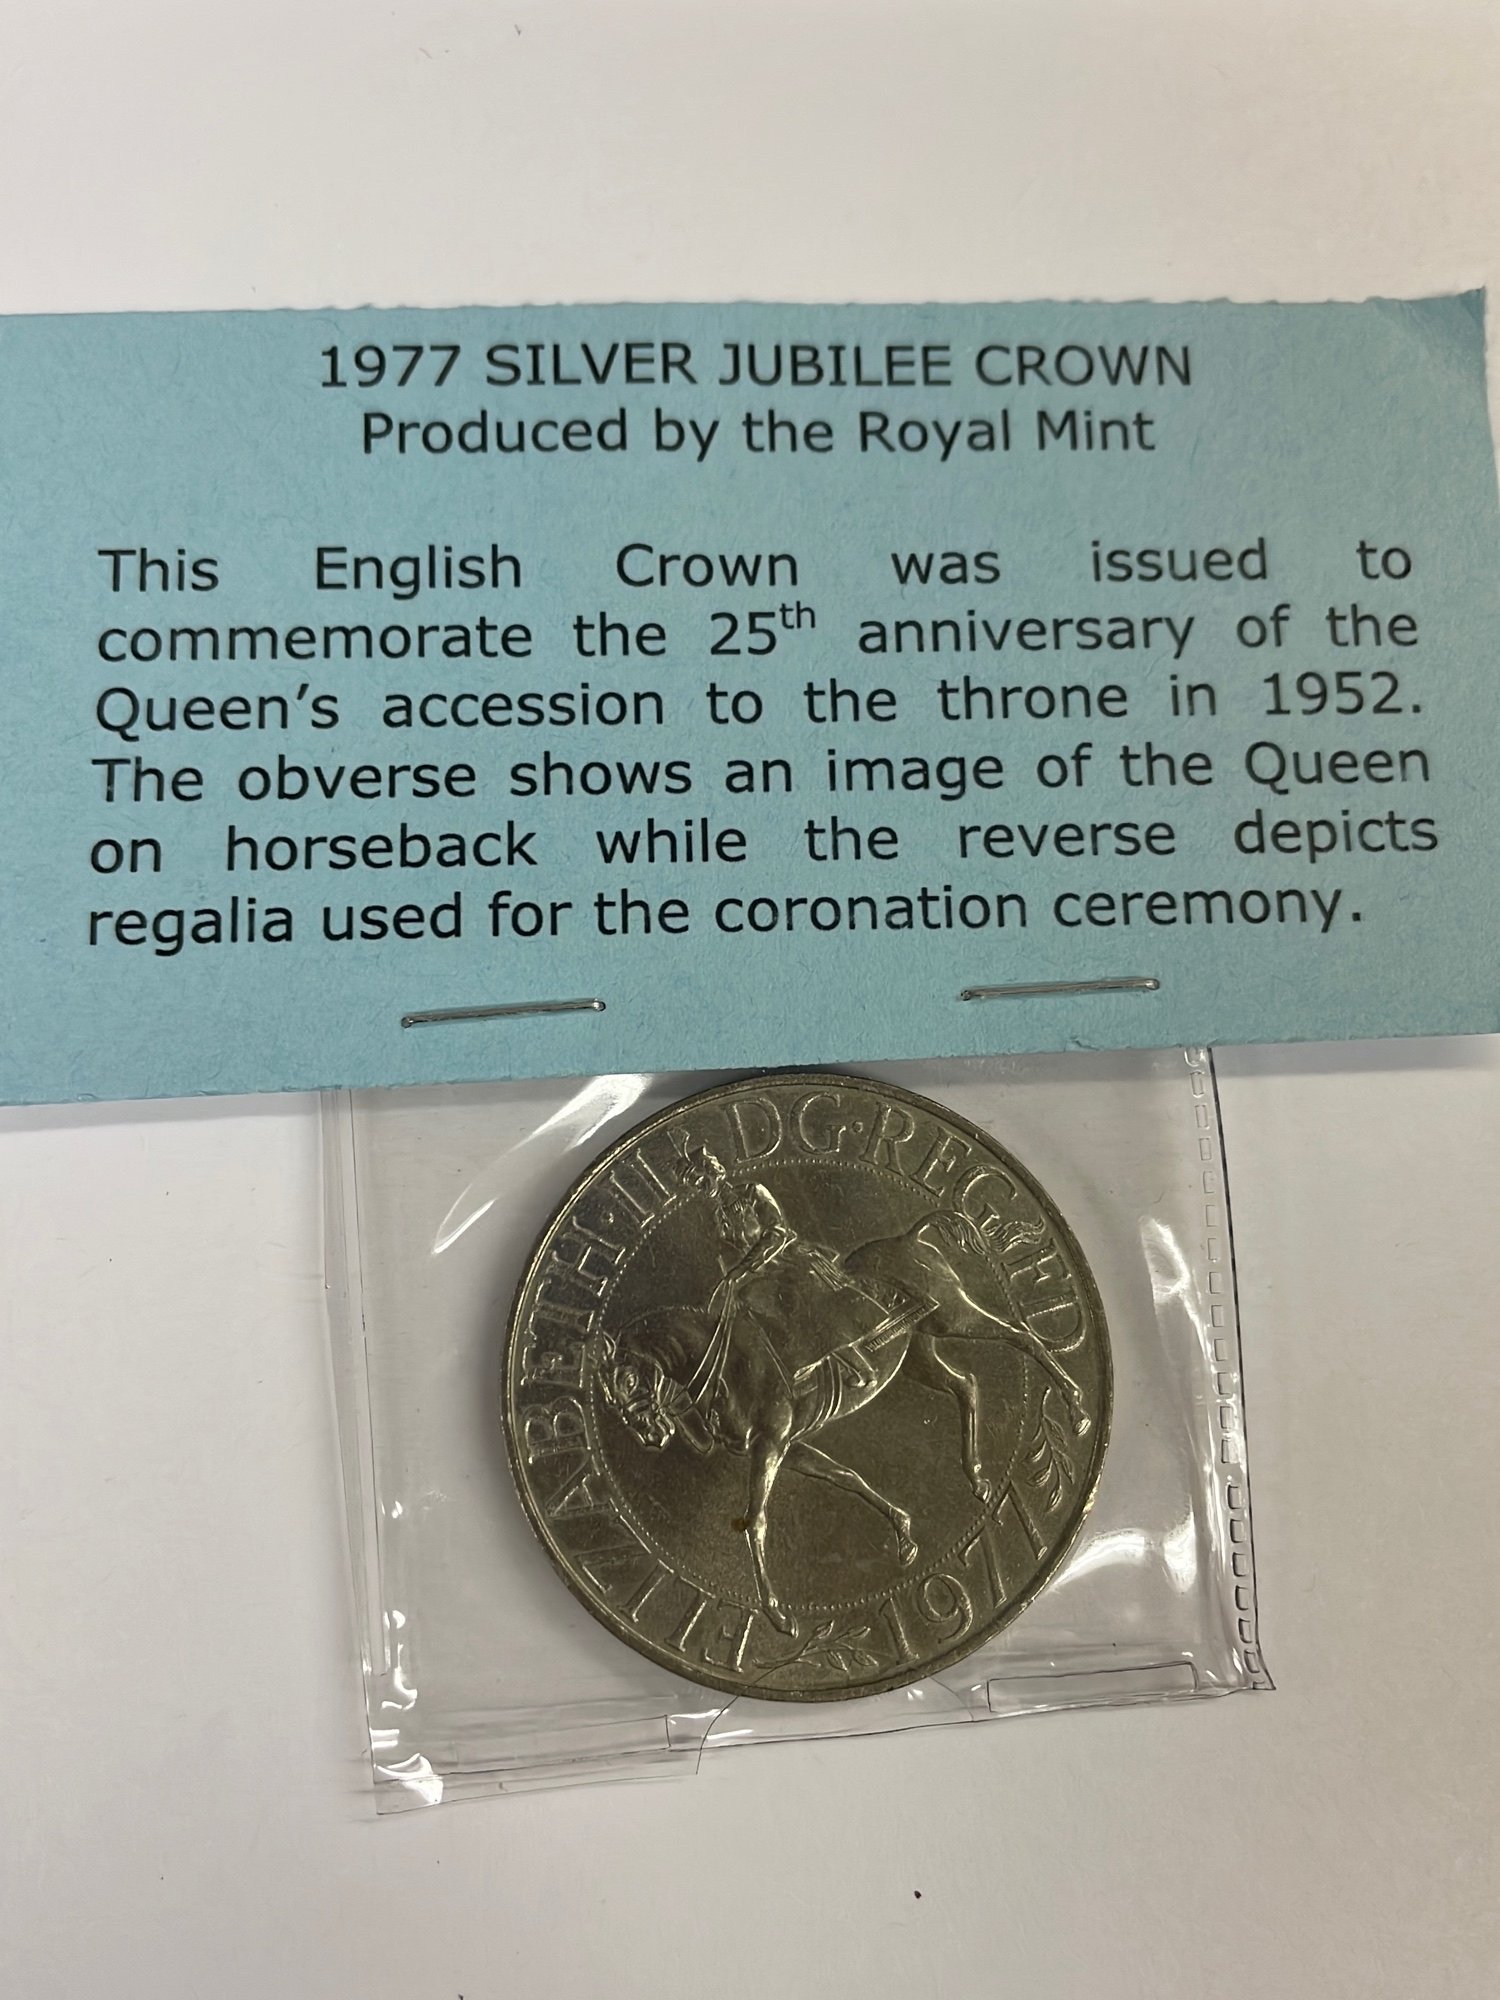 1977 SILVER JUBILEE CROWN
Produced by the Royal Mint
This English Crown was issued to
commemorate the 25th anniversary of the
Queen's accession to the throne in 1952.
The obverse shows an image of the Queen
on horseback while the reverse depicts
regalia used for the coronation ceremony.
ELIZABETH·II DG·REG FD 1977